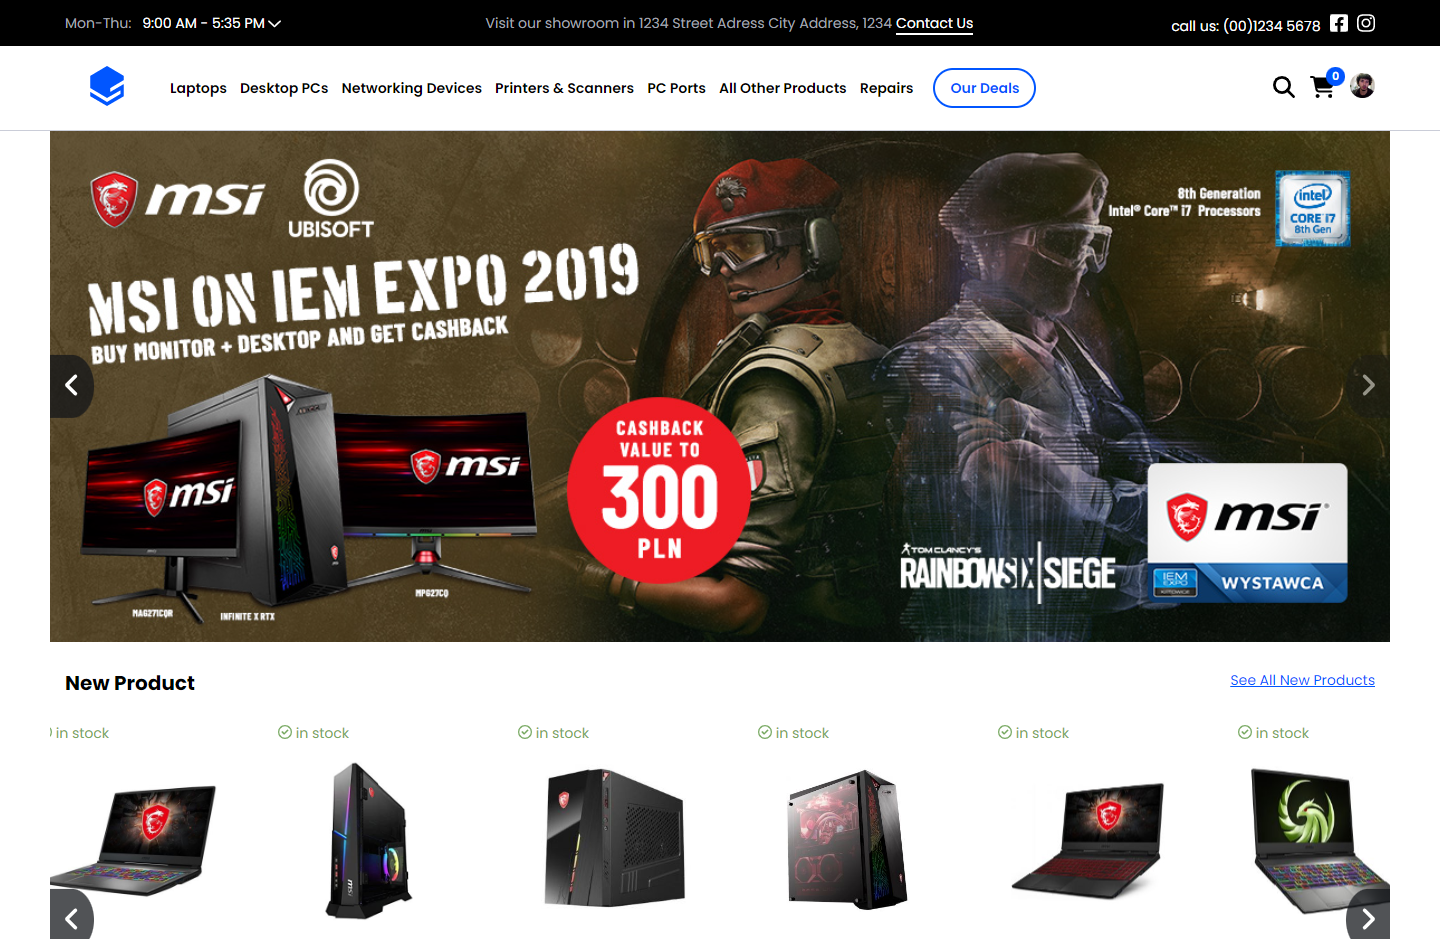 Mon-Thu: 9:00 AM - 5:35 PM
Visit our showroom in 1234 Street Adress City Address, 1234 Contact Us
call us: (00)1234 5678
Laptops Desktop PCs Networking Devices Printers & Scanners PC Ports All Other Products Repairs Our Deals
0
msi UBISOFT
8th Generation
Intel® Core™ i7 Processors
intel
CORE i7
8th Gen
MSI ON IEM EXPO 2019
BUY MONITOR + DESKTOP AND GET CASHBACK
msi
msi
MAG271CQR
INFINITE X RTX
MPG27CQ
CASHBACK
VALUE TO
300
PLN
TOM CLANCY'S
RAINBOW SIX SIEGE
msi
IEM
EXPO
WYSTAWCA
New Product
See All New Products
in stock
in stock
in stock
in stock
in stock
in stock
msi